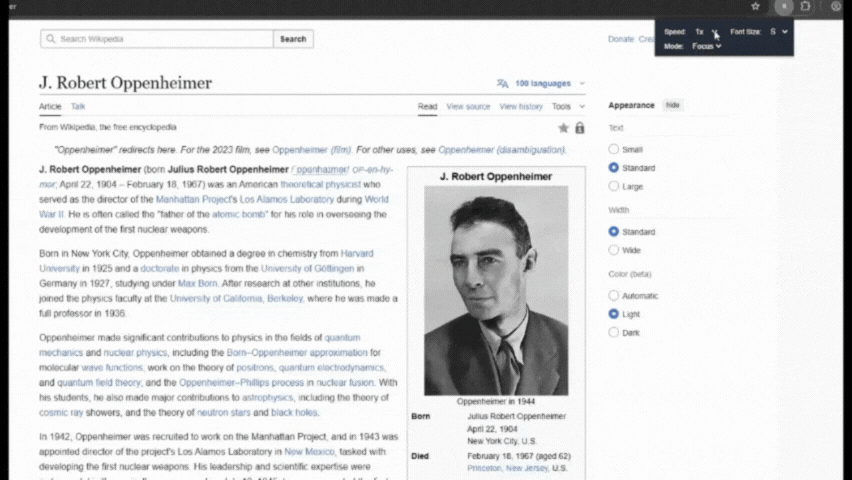 er
Speed: 1x Font Size: S
Mode: Focus
Search Wikipedia Search
Donate Crea
J. Robert Oppenheimer
100 languages
Article Talk Read View source View history Tools
From Wikipedia, the free encyclopedia
"Oppenheimer" redirects here. For the 2023 film, see Oppenheimer (film). For other uses, see Oppenheimer (disambiguation).
J. Robert Oppenheimer (born Julius Robert Oppenheimer /ˈɒpənhaɪmər/ OP-ən-hy-
mər; April 22, 1904 – February 18, 1967) was an American theoretical physicist who
served as the director of the Manhattan Project's Los Alamos Laboratory during World
War II. He is often called the "father of the atomic bomb" for his role in overseeing the
development of the first nuclear weapons.
Born in New York City, Oppenheimer obtained a degree in chemistry from Harvard
University in 1925 and a doctorate in physics from the University of Göttingen in
Germany in 1927, studying under Max Born. After research at other institutions, he
joined the physics faculty at the University of California, Berkeley, where he was made a
full professor in 1936.
Oppenheimer made significant contributions to physics in the fields of quantum
mechanics and nuclear physics, including the Born–Oppenheimer approximation for
molecular wave functions, work on the theory of positrons, quantum electrodynamics,
and quantum field theory; and the Oppenheimer–Phillips process in nuclear fusion. With
his students, he also made major contributions to astrophysics, including the theory of
cosmic ray showers, and the theory of neutron stars and black holes.
In 1942, Oppenheimer was recruited to work on the Manhattan Project, and in 1943 was
appointed director of the project's Los Alamos Laboratory in New Mexico, tasked with
developing the first nuclear weapons. His leadership and scientific expertise were
J. Robert Oppenheimer
Oppenheimer in 1944
Born Julius Robert Oppenheimer
April 22, 1904
New York City, U.S.
Died February 18, 1967 (aged 62)
Princeton, New Jersey, U.S.
Appearance hide
Text
Small
Standard
Large
Width
Standard
Wide
Color (beta)
Automatic
Light
Dark